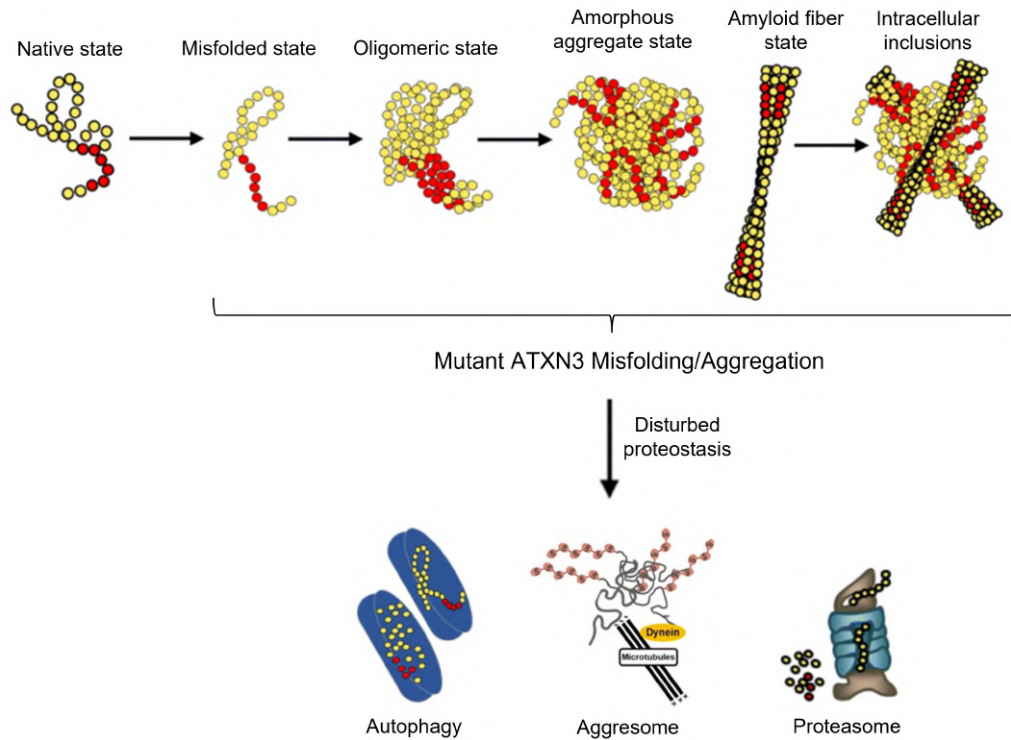 Native state
Misfolded state
Oligomeric state
Amorphous
aggregate state
Amyloid fiber
state
Intracellular
inclusions
Mutant ATXN3 Misfolding/Aggregation
Disturbed
proteostasis
Dynein
Microtubules
Autophagy
Aggresome
Proteasome